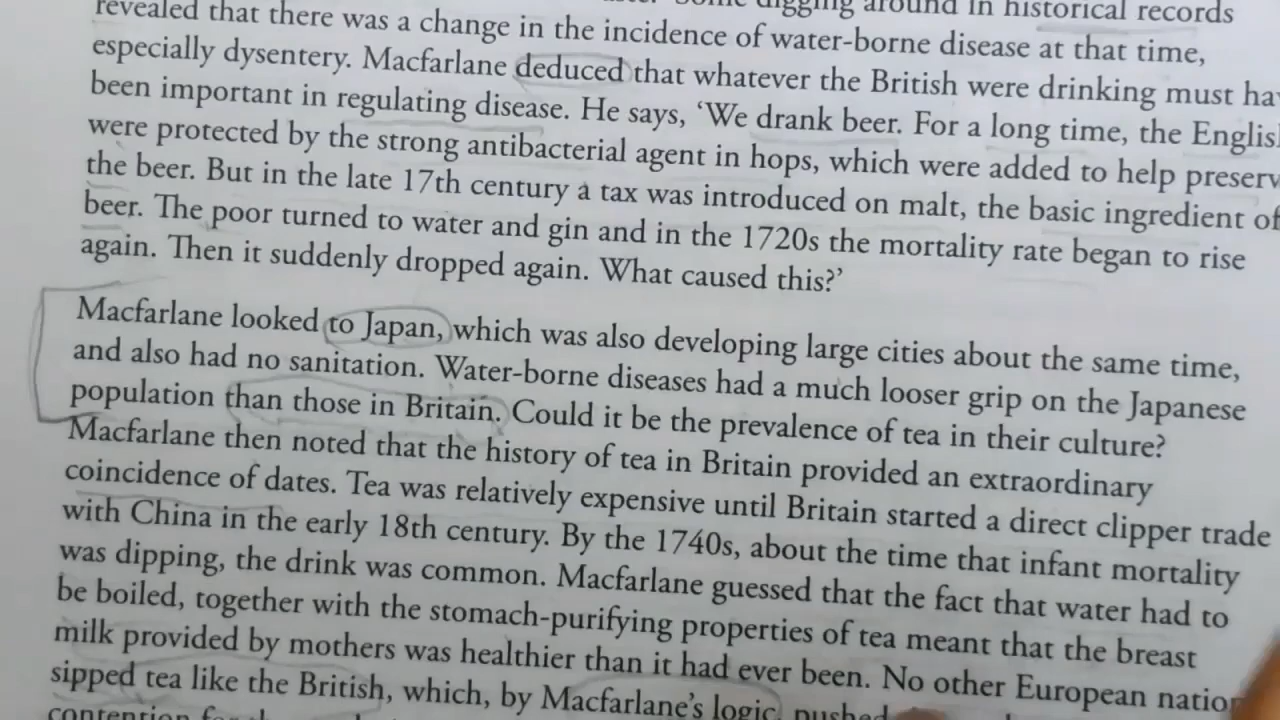 revealed that there was a change in the incidence of water-borne disease at that time,
especially dysentery. Macfarlane deduced that whatever the British were drinking must ha
been important in regulating disease. He says, ‘We drank beer. For a long time, the Englis
were protected by the strong antibacterial agent in hops, which were added to help preserv
the beer. But in the late 17th century a tax was introduced on malt, the basic ingredient of
beer. The poor turned to water and gin and in the 1720s the mortality rate began to rise
again. Then it suddenly dropped again. What caused this?’
Macfarlane looked to Japan, which was also developing large cities about the same time,
and also had no sanitation. Water-borne diseases had a much looser grip on the Japanese
population than those in Britain. Could it be the prevalence of tea in their culture?
Macfarlane then noted that the history of tea in Britain provided an extraordinary
coincidence of dates. Tea was relatively expensive until Britain started a direct clipper trade
with China in the early 18th century. By the 1740s, about the time that infant mortality
was dipping, the drink was common. Macfarlane guessed that the fact that water had to
be boiled, together with the stomach-purifying properties of tea meant that the breast
milk provided by mothers was healthier than it had ever been. No other European natio
sipped tea like the British, which, by Macfarlane’s logic, pushed